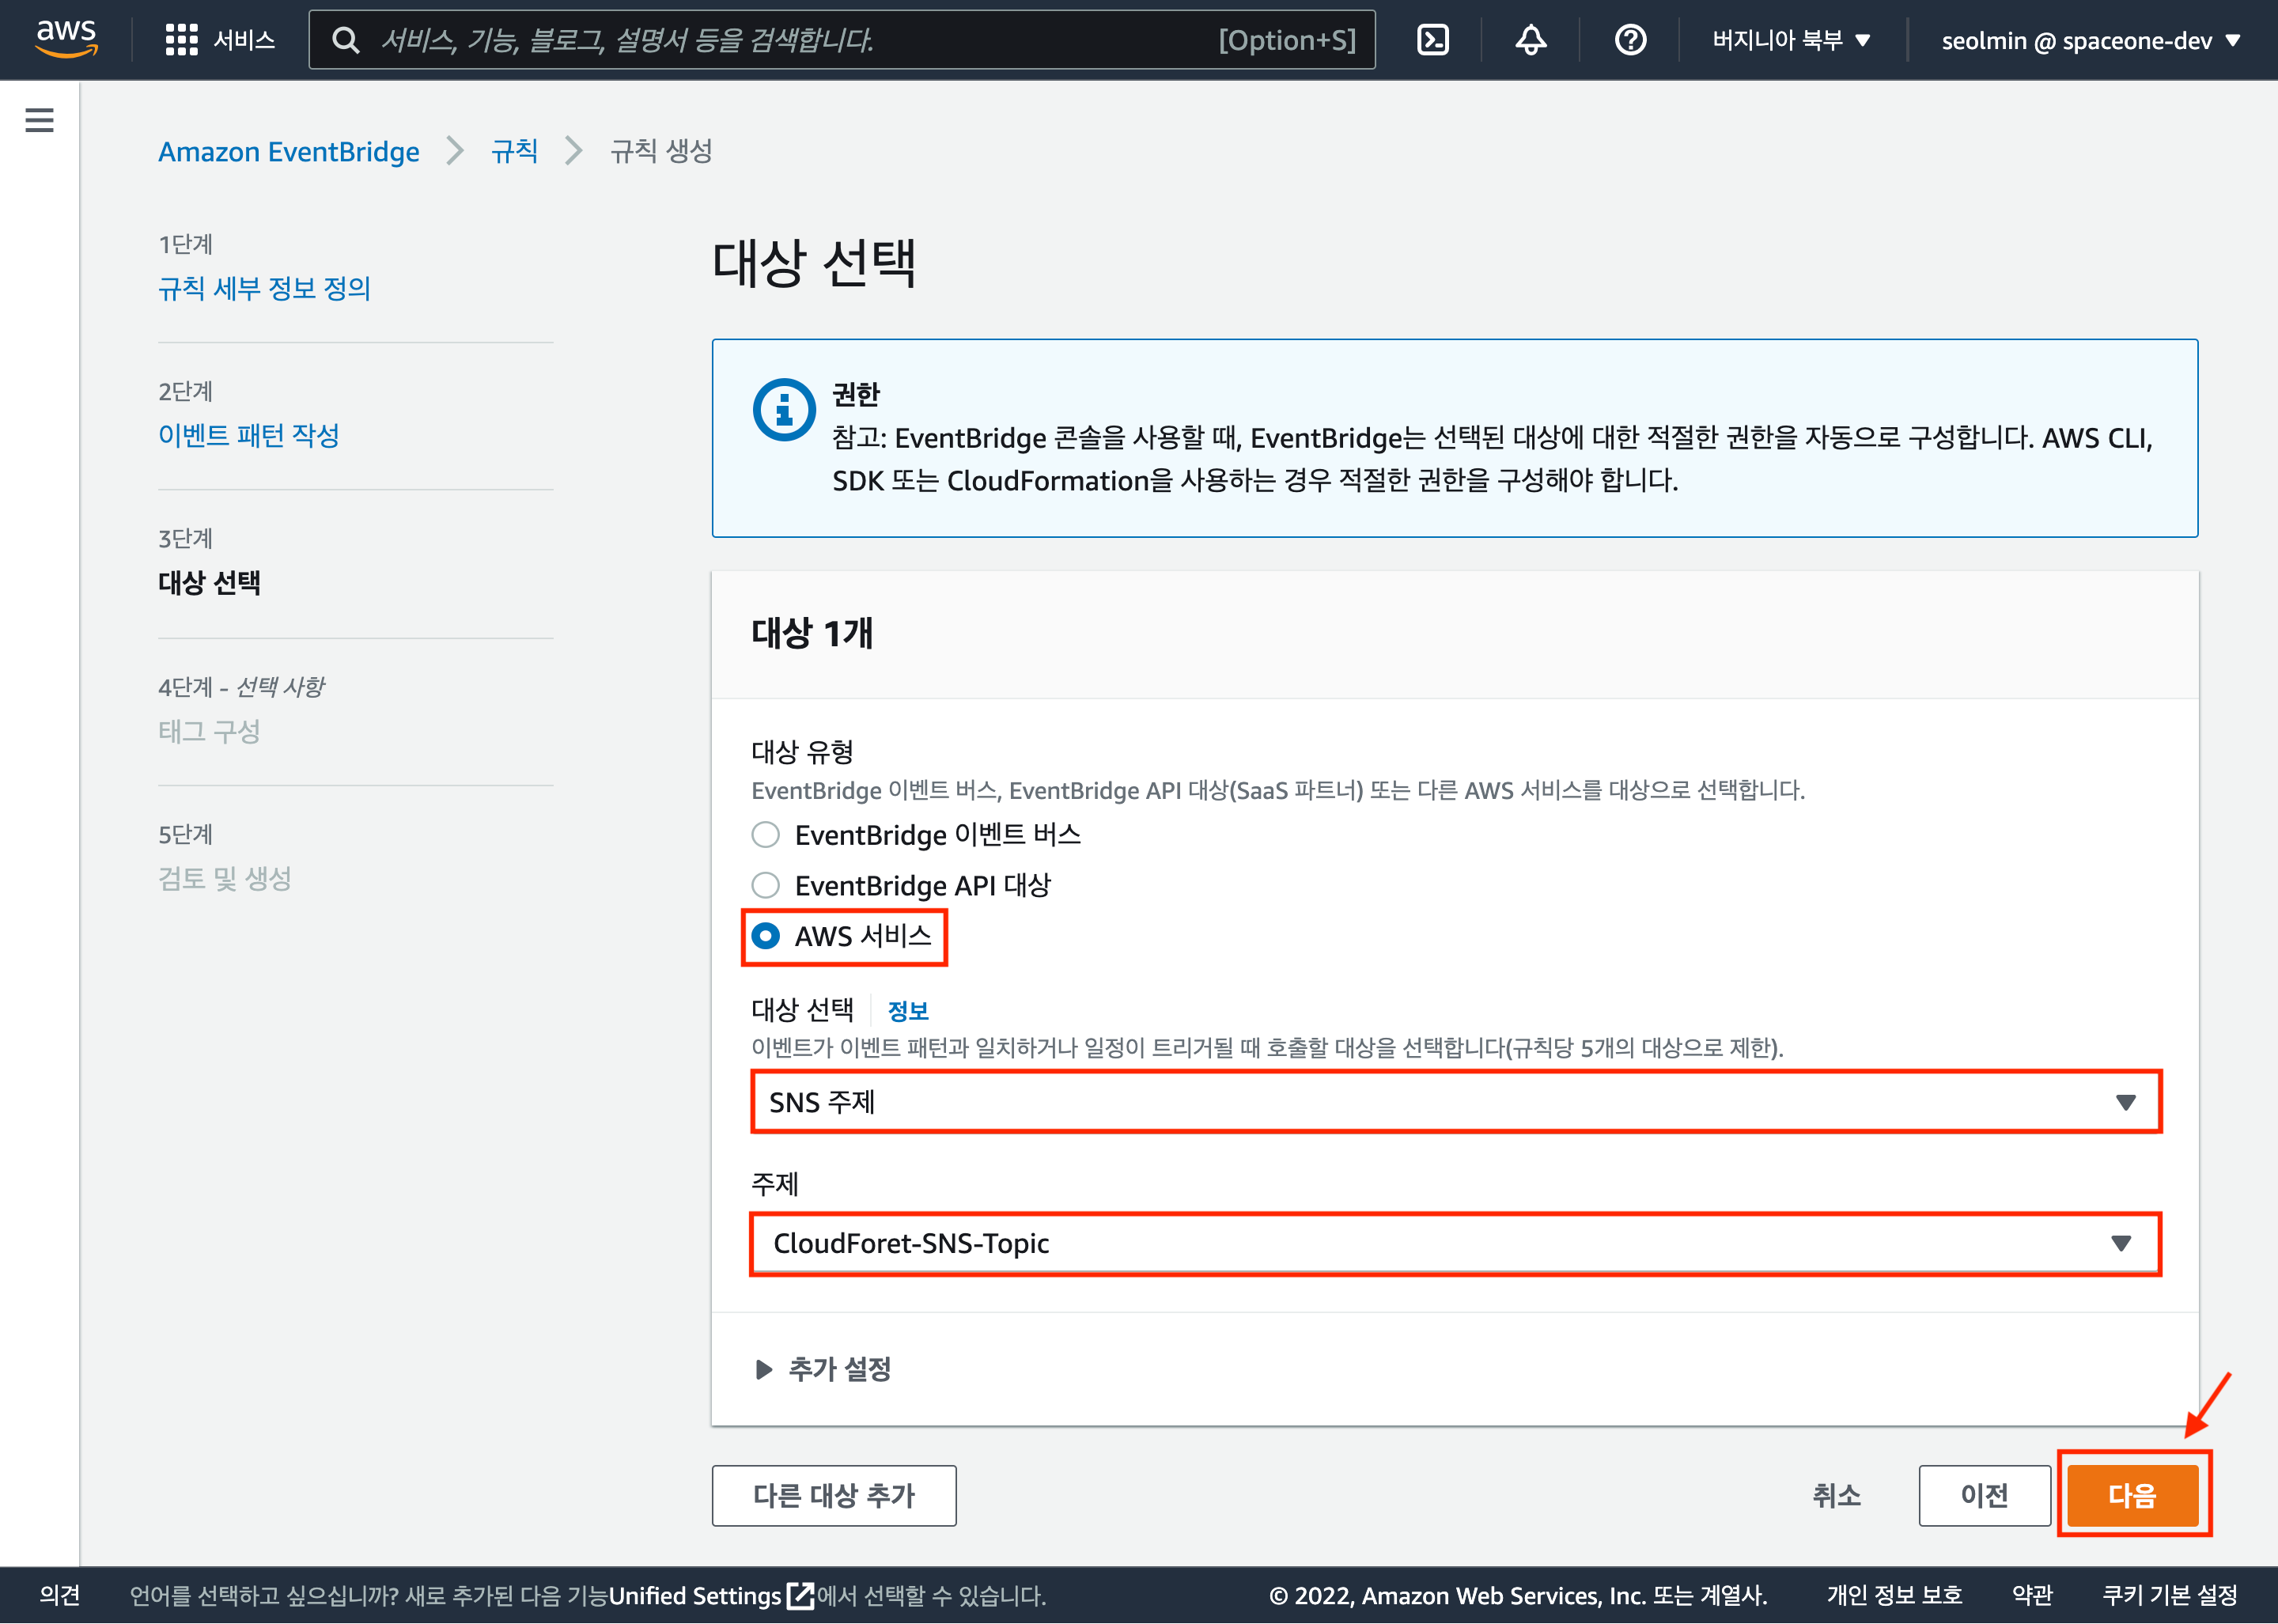 aws
서비스
서비스, 기능, 블로그, 설명서 등을 검색합니다.
[Option+S]
버지니아 북부
seolmin @ spaceone-dev
Amazon EventBridge
규칙
규칙 생성
1단계
규칙 세부 정보 정의
2단계
이벤트 패턴 작성
3단계
대상 선택
4단계 - 선택 사항
태그 구성
5단계
검토 및 생성
대상 선택
권한
참고: EventBridge 콘솔을 사용할 때, EventBridge는 선택된 대상에 대한 적절한 권한을 자동으로 구성합니다. AWS CLI,
SDK 또는 CloudFormation을 사용하는 경우 적절한 권한을 구성해야 합니다.
대상 1개
대상 유형
EventBridge 이벤트 버스, EventBridge API 대상(SaaS 파트너) 또는 다른 AWS 서비스를 대상으로 선택합니다.
EventBridge 이벤트 버스
EventBridge API 대상
AWS 서비스
대상 선택
정보
이벤트가 이벤트 패턴과 일치하거나 일정이 트리거될 때 호출할 대상을 선택합니다(규칙당 5개의 대상으로 제한).
SNS 주제
주제
CloudForet-SNS-Topic
추가 설정
다른 대상 추가
취소
이전
다음
의견
언어를 선택하고 싶으십니까? 새로 추가된 다음 기능Unified Settings에서 선택할 수 있습니다.
© 2022, Amazon Web Services, Inc. 또는 계열사.
개인 정보 보호
약관
쿠키 기본 설정